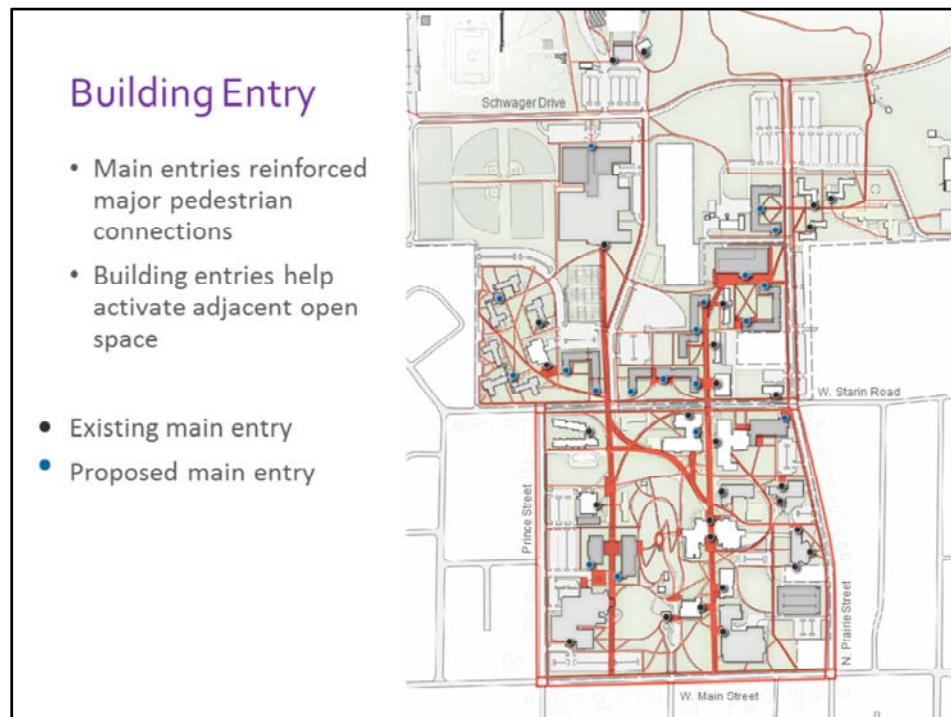 Building Entry
• Main entries reinforced
major pedestrian
connections
• Building entries help
activate adjacent open
space
• Existing main entry
• Proposed main entry
Schwager Drive
W. Starin Road
Prince Street
N. Prairie Street
W. Main Street